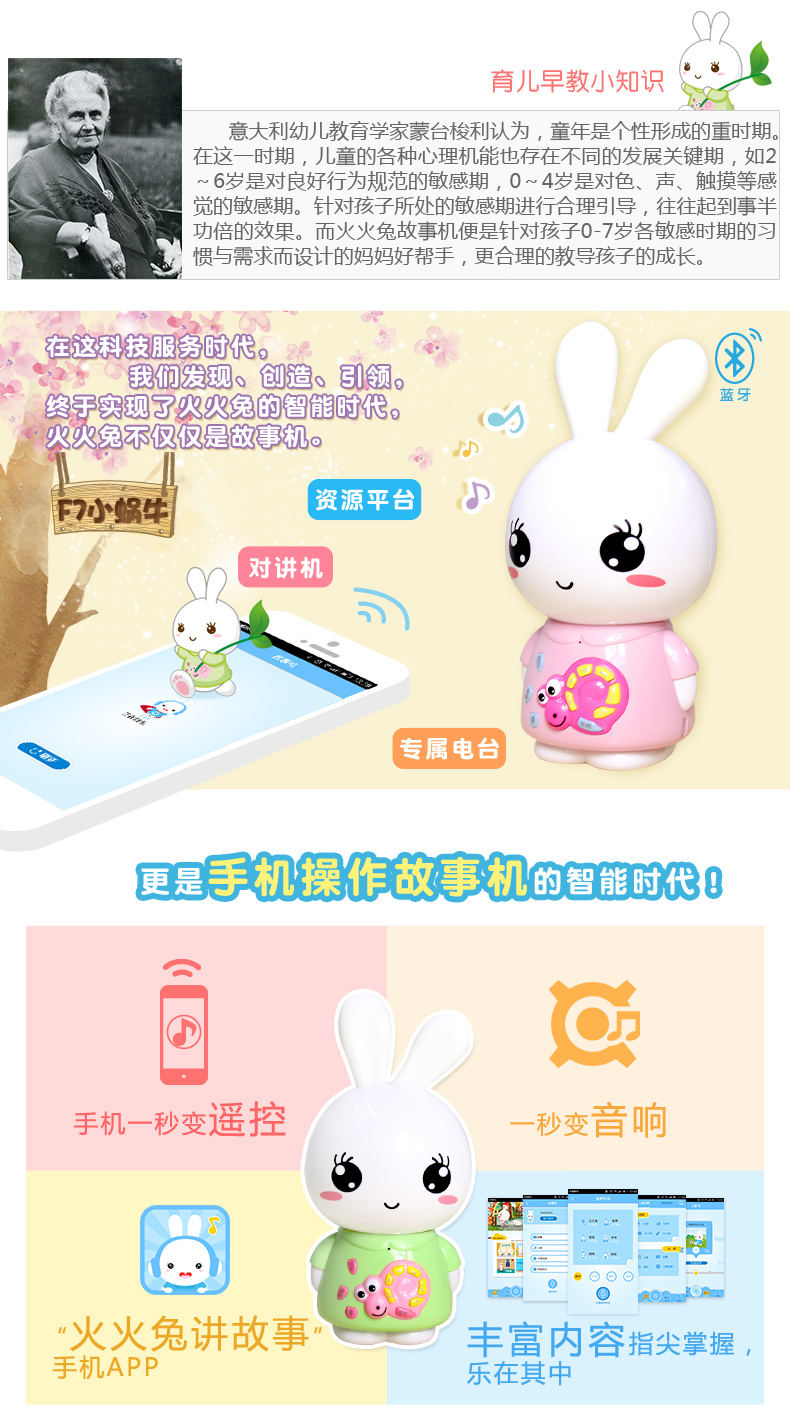 育儿早教小知识
意大利幼儿教育学家蒙台梭利认为，童年是个性形成的重时期。
在这一时期，儿童的各种心理机能也存在不同的发展关键期，如2
～6岁是对良好行为规范的敏感期，0～4岁是对色、声、触摸等感
觉的敏感期。针对孩子所处的敏感期进行合理引导，往往起到事半
功倍的效果。而火火兔故事机便是针对孩子0-7岁各敏感时期的习
惯与需求而设计的妈妈好帮手，更合理的教导孩子的成长。
在这科技服务时代，
我们发现、创造、引领，
终于实现了火火兔的智能时代，
火火兔不仅仅是故事机。
蓝牙
F7小蜗牛
资源平台
对讲机
专属电台
更是手机操作故事机的智能时代！
手机一秒变遥控
一秒变音响
“火火兔讲故事”
手机APP
丰富内容指尖掌握，
乐在其中